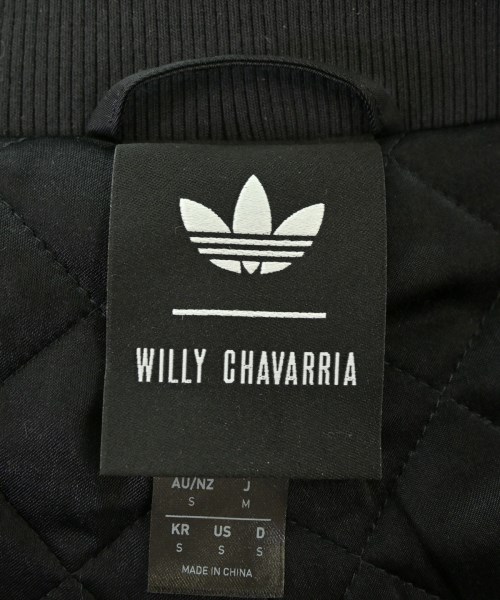 WILLY CHAVARRIA
AU/NZ J
S M
KR US D
S S S
MADE IN CHINA